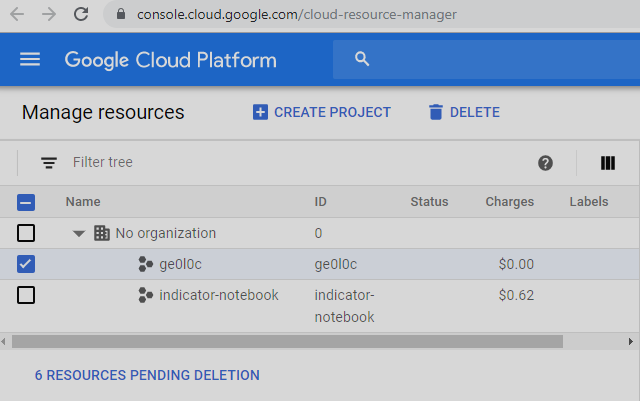 console.cloud.google.com/cloud-resource-manager
Google Cloud Platform
Manage resources CREATE PROJECT DELETE
Filter tree
Name ID Status Charges Labels
No organization 0
ge0l0c ge0l0c $0.00
indicator-notebook indicator- $0.62
notebook
6 RESOURCES PENDING DELETION